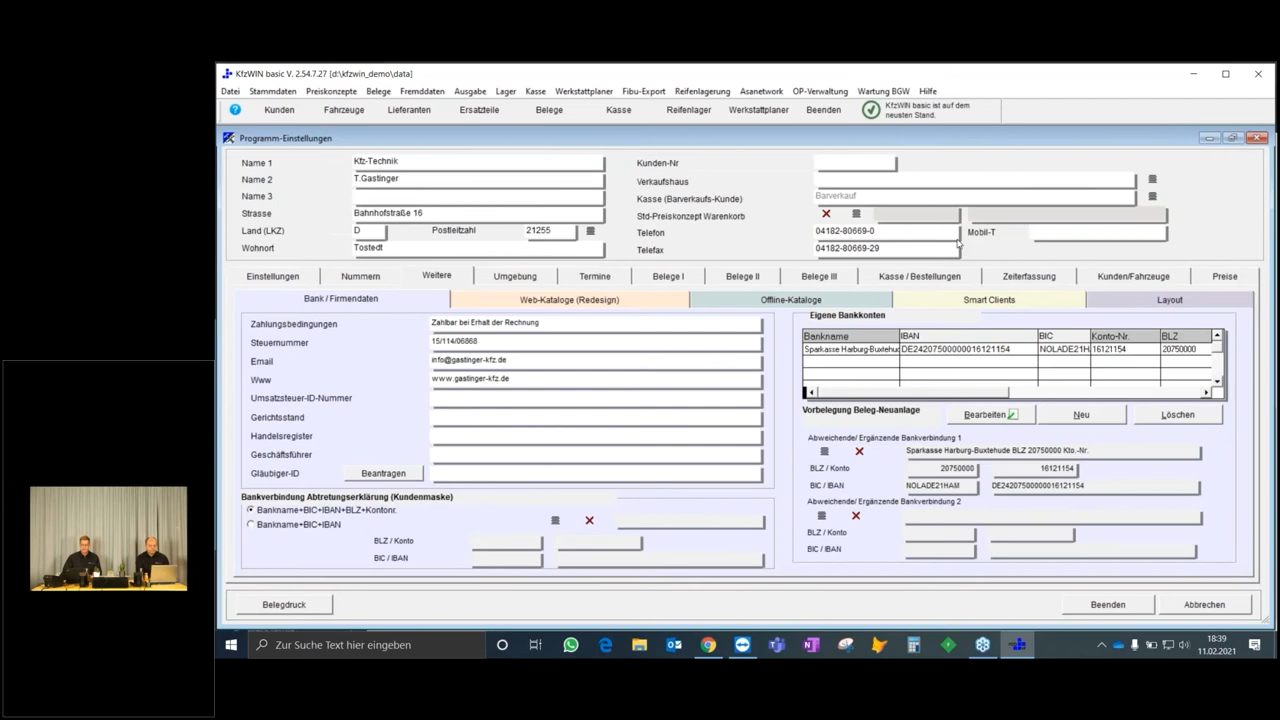 KfzWIN basic V. 2.54.7.27 [d:\kfzwin_demo\data]
Datei Stammdaten Preiskonzepte Belege Fremddaten Ausgabe Lager Kasse Werkstattplaner Fibu-Export Reifenlagerung Asanetwork OP-Verwaltung Wartung BGW Hilfe
Kunden Fahrzeuge Lieferanten Ersatzteile Belege Kasse Reifenlager Werkstattplaner Beenden
KfzWIN basic ist auf dem
neusten Stand.
Programm-Einstellungen
Name 1 Kfz-Technik
Name 2 T.Gastinger
Name 3
Strasse Bahnhofstraße 16
Land (LKZ) D Postleitzahl 21255
Wohnort Tostedt
Kunden-Nr
Verkaufshaus
Kasse (Barverkaufs-Kunde) Barverkauf
Std-Preiskonzept Warenkorb
Telefon 04182-80669-0 Mobil-T
Telefax 04182-80669-29
Einstellungen Nummern Weitere Umgebung Termine Belege I Belege II Belege III Kasse / Bestellungen Zeiterfassung Kunden/Fahrzeuge Preise
Bank / Firmendaten Web-Kataloge (Redesign) Offline-Kataloge Smart Clients Layout
Zahlungsbedingungen Zahlbar bei Erhalt der Rechnung
Steuernummer 15/114/06868
Email info@gastinger-kfz.de
Www www.gastinger-kfz.de
Umsatzsteuer-ID-Nummer
Gerichtsstand
Handelsregister
Geschäftsführer
Gläubiger-ID Beantragen
Bankverbindung Abtretungserklärung (Kundenmaske)
Bankname+BIC+IBAN+BLZ+Kontonr.
Bankname+BIC+IBAN
BLZ / Konto
BIC / IBAN
Eigene Bankkonten
Bankname IBAN BIC Konto-Nr. BLZ
Sparkasse Harburg-Buxtehud DE24207500000016121154 NOLADE21H 16121154 20750000
Vorbelegung Beleg-Neuanlage Bearbeiten Neu Löschen
Abweichende/ Ergänzende Bankverbindung 1
Sparkasse Harburg-Buxtehude BLZ 20750000 Kto.-Nr.
BLZ / Konto 20750000 16121154
BIC / IBAN NOLADE21HAM DE24207500000016121154
Abweichende/ Ergänzende Bankverbindung 2
BLZ / Konto
BIC / IBAN
Belegdruck Beenden Abbrechen
Zur Suche Text hier eingeben
18:39
11.02.2021